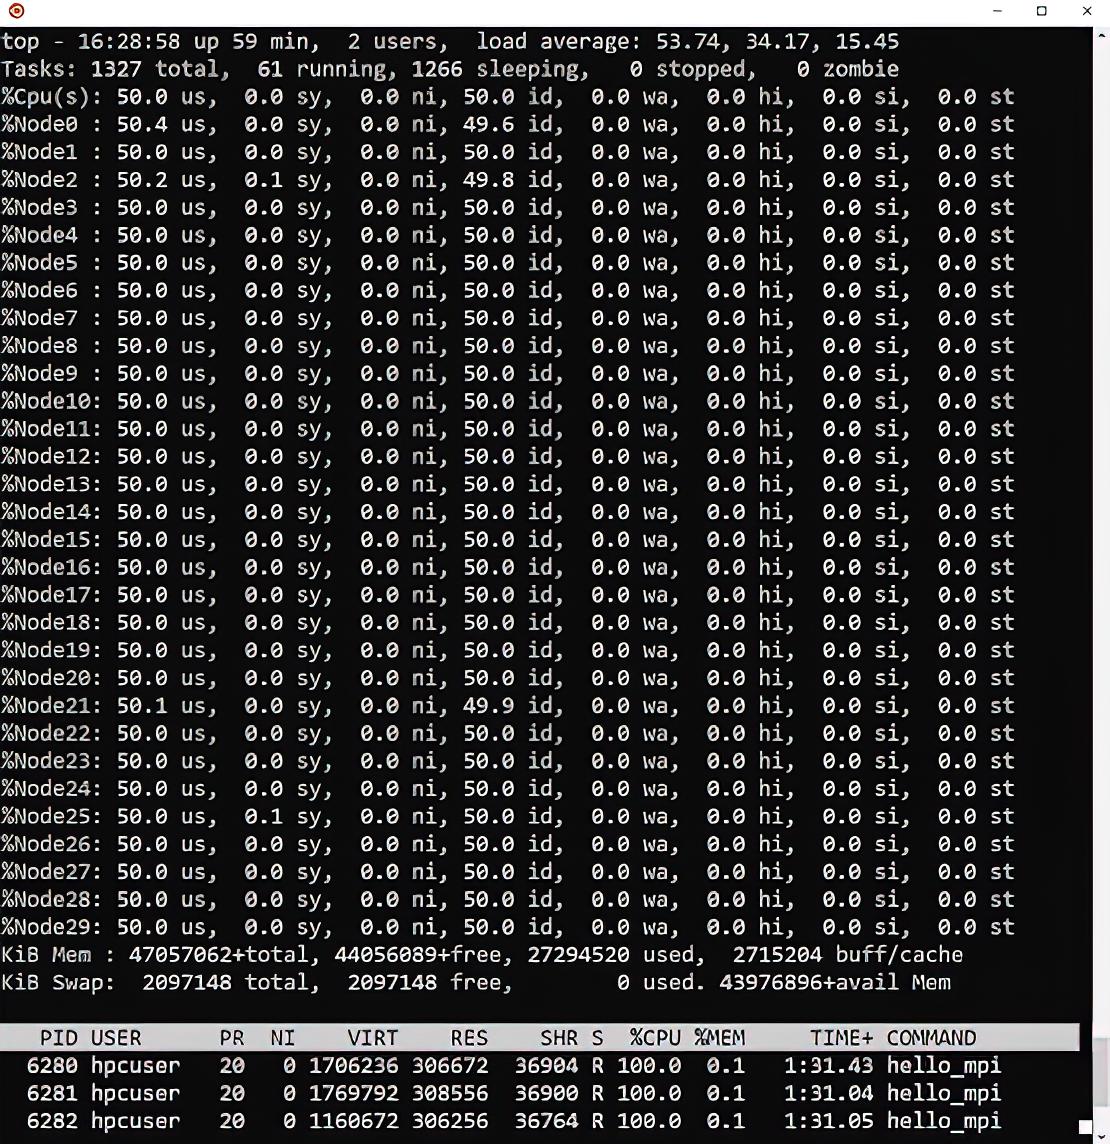 top - 16:28:58 up 59 min,  2 users,  load average: 53.74, 34.17, 15.45
Tasks: 1327 total,  61 running, 1266 sleeping,   0 stopped,   0 zombie
%Cpu(s): 50.0 us,  0.0 sy,  0.0 ni, 50.0 id,  0.0 wa,  0.0 hi,  0.0 si,  0.0 st
%Node0 : 50.4 us,  0.0 sy,  0.0 ni, 49.6 id,  0.0 wa,  0.0 hi,  0.0 si,  0.0 st
%Node1 : 50.0 us,  0.0 sy,  0.0 ni, 50.0 id,  0.0 wa,  0.0 hi,  0.0 si,  0.0 st
%Node2 : 50.2 us,  0.1 sy,  0.0 ni, 49.8 id,  0.0 wa,  0.0 hi,  0.0 si,  0.0 st
%Node3 : 50.0 us,  0.0 sy,  0.0 ni, 50.0 id,  0.0 wa,  0.0 hi,  0.0 si,  0.0 st
%Node4 : 50.0 us,  0.0 sy,  0.0 ni, 50.0 id,  0.0 wa,  0.0 hi,  0.0 si,  0.0 st
%Node5 : 50.0 us,  0.0 sy,  0.0 ni, 50.0 id,  0.0 wa,  0.0 hi,  0.0 si,  0.0 st
%Node6 : 50.0 us,  0.0 sy,  0.0 ni, 50.0 id,  0.0 wa,  0.0 hi,  0.0 si,  0.0 st
%Node7 : 50.0 us,  0.0 sy,  0.0 ni, 50.0 id,  0.0 wa,  0.0 hi,  0.0 si,  0.0 st
%Node8 : 50.0 us,  0.0 sy,  0.0 ni, 50.0 id,  0.0 wa,  0.0 hi,  0.0 si,  0.0 st
%Node9 : 50.0 us,  0.0 sy,  0.0 ni, 50.0 id,  0.0 wa,  0.0 hi,  0.0 si,  0.0 st
%Node10: 50.0 us,  0.0 sy,  0.0 ni, 50.0 id,  0.0 wa,  0.0 hi,  0.0 si,  0.0 st
%Node11: 50.0 us,  0.0 sy,  0.0 ni, 50.0 id,  0.0 wa,  0.0 hi,  0.0 si,  0.0 st
%Node12: 50.0 us,  0.0 sy,  0.0 ni, 50.0 id,  0.0 wa,  0.0 hi,  0.0 si,  0.0 st
%Node13: 50.0 us,  0.0 sy,  0.0 ni, 50.0 id,  0.0 wa,  0.0 hi,  0.0 si,  0.0 st
%Node14: 50.0 us,  0.0 sy,  0.0 ni, 50.0 id,  0.0 wa,  0.0 hi,  0.0 si,  0.0 st
%Node15: 50.0 us,  0.0 sy,  0.0 ni, 50.0 id,  0.0 wa,  0.0 hi,  0.0 si,  0.0 st
%Node16: 50.0 us,  0.0 sy,  0.0 ni, 50.0 id,  0.0 wa,  0.0 hi,  0.0 si,  0.0 st
%Node17: 50.0 us,  0.0 sy,  0.0 ni, 50.0 id,  0.0 wa,  0.0 hi,  0.0 si,  0.0 st
%Node18: 50.0 us,  0.0 sy,  0.0 ni, 50.0 id,  0.0 wa,  0.0 hi,  0.0 si,  0.0 st
%Node19: 50.0 us,  0.0 sy,  0.0 ni, 50.0 id,  0.0 wa,  0.0 hi,  0.0 si,  0.0 st
%Node20: 50.0 us,  0.0 sy,  0.0 ni, 50.0 id,  0.0 wa,  0.0 hi,  0.0 si,  0.0 st
%Node21: 50.1 us,  0.0 sy,  0.0 ni, 49.9 id,  0.0 wa,  0.0 hi,  0.0 si,  0.0 st
%Node22: 50.0 us,  0.0 sy,  0.0 ni, 50.0 id,  0.0 wa,  0.0 hi,  0.0 si,  0.0 st
%Node23: 50.0 us,  0.0 sy,  0.0 ni, 50.0 id,  0.0 wa,  0.0 hi,  0.0 si,  0.0 st
%Node24: 50.0 us,  0.0 sy,  0.0 ni, 50.0 id,  0.0 wa,  0.0 hi,  0.0 si,  0.0 st
%Node25: 50.0 us,  0.1 sy,  0.0 ni, 50.0 id,  0.0 wa,  0.0 hi,  0.0 si,  0.0 st
%Node26: 50.0 us,  0.0 sy,  0.0 ni, 50.0 id,  0.0 wa,  0.0 hi,  0.0 si,  0.0 st
%Node27: 50.0 us,  0.0 sy,  0.0 ni, 50.0 id,  0.0 wa,  0.0 hi,  0.0 si,  0.0 st
%Node28: 50.0 us,  0.0 sy,  0.0 ni, 50.0 id,  0.0 wa,  0.0 hi,  0.0 si,  0.0 st
%Node29: 50.0 us,  0.0 sy,  0.0 ni, 50.0 id,  0.0 wa,  0.0 hi,  0.0 si,  0.0 st
KiB Mem : 47057062+total, 44056089+free, 27294520 used,  2715204 buff/cache
KiB Swap:  2097148 total,  2097148 free,        0 used. 43976896+avail Mem
PID USER      PR  NI    VIRT    RES    SHR S  %CPU %MEM     TIME+ COMMAND
6280 hpcuser   20   0 1706236 306672  36904 R 100.0  0.1   1:31.43 hello_mpi
6281 hpcuser   20   0 1769792 308556  36900 R 100.0  0.1   1:31.04 hello_mpi
6282 hpcuser   20   0 1160672 306256  36764 R 100.0  0.1   1:31.05 hello_mpi